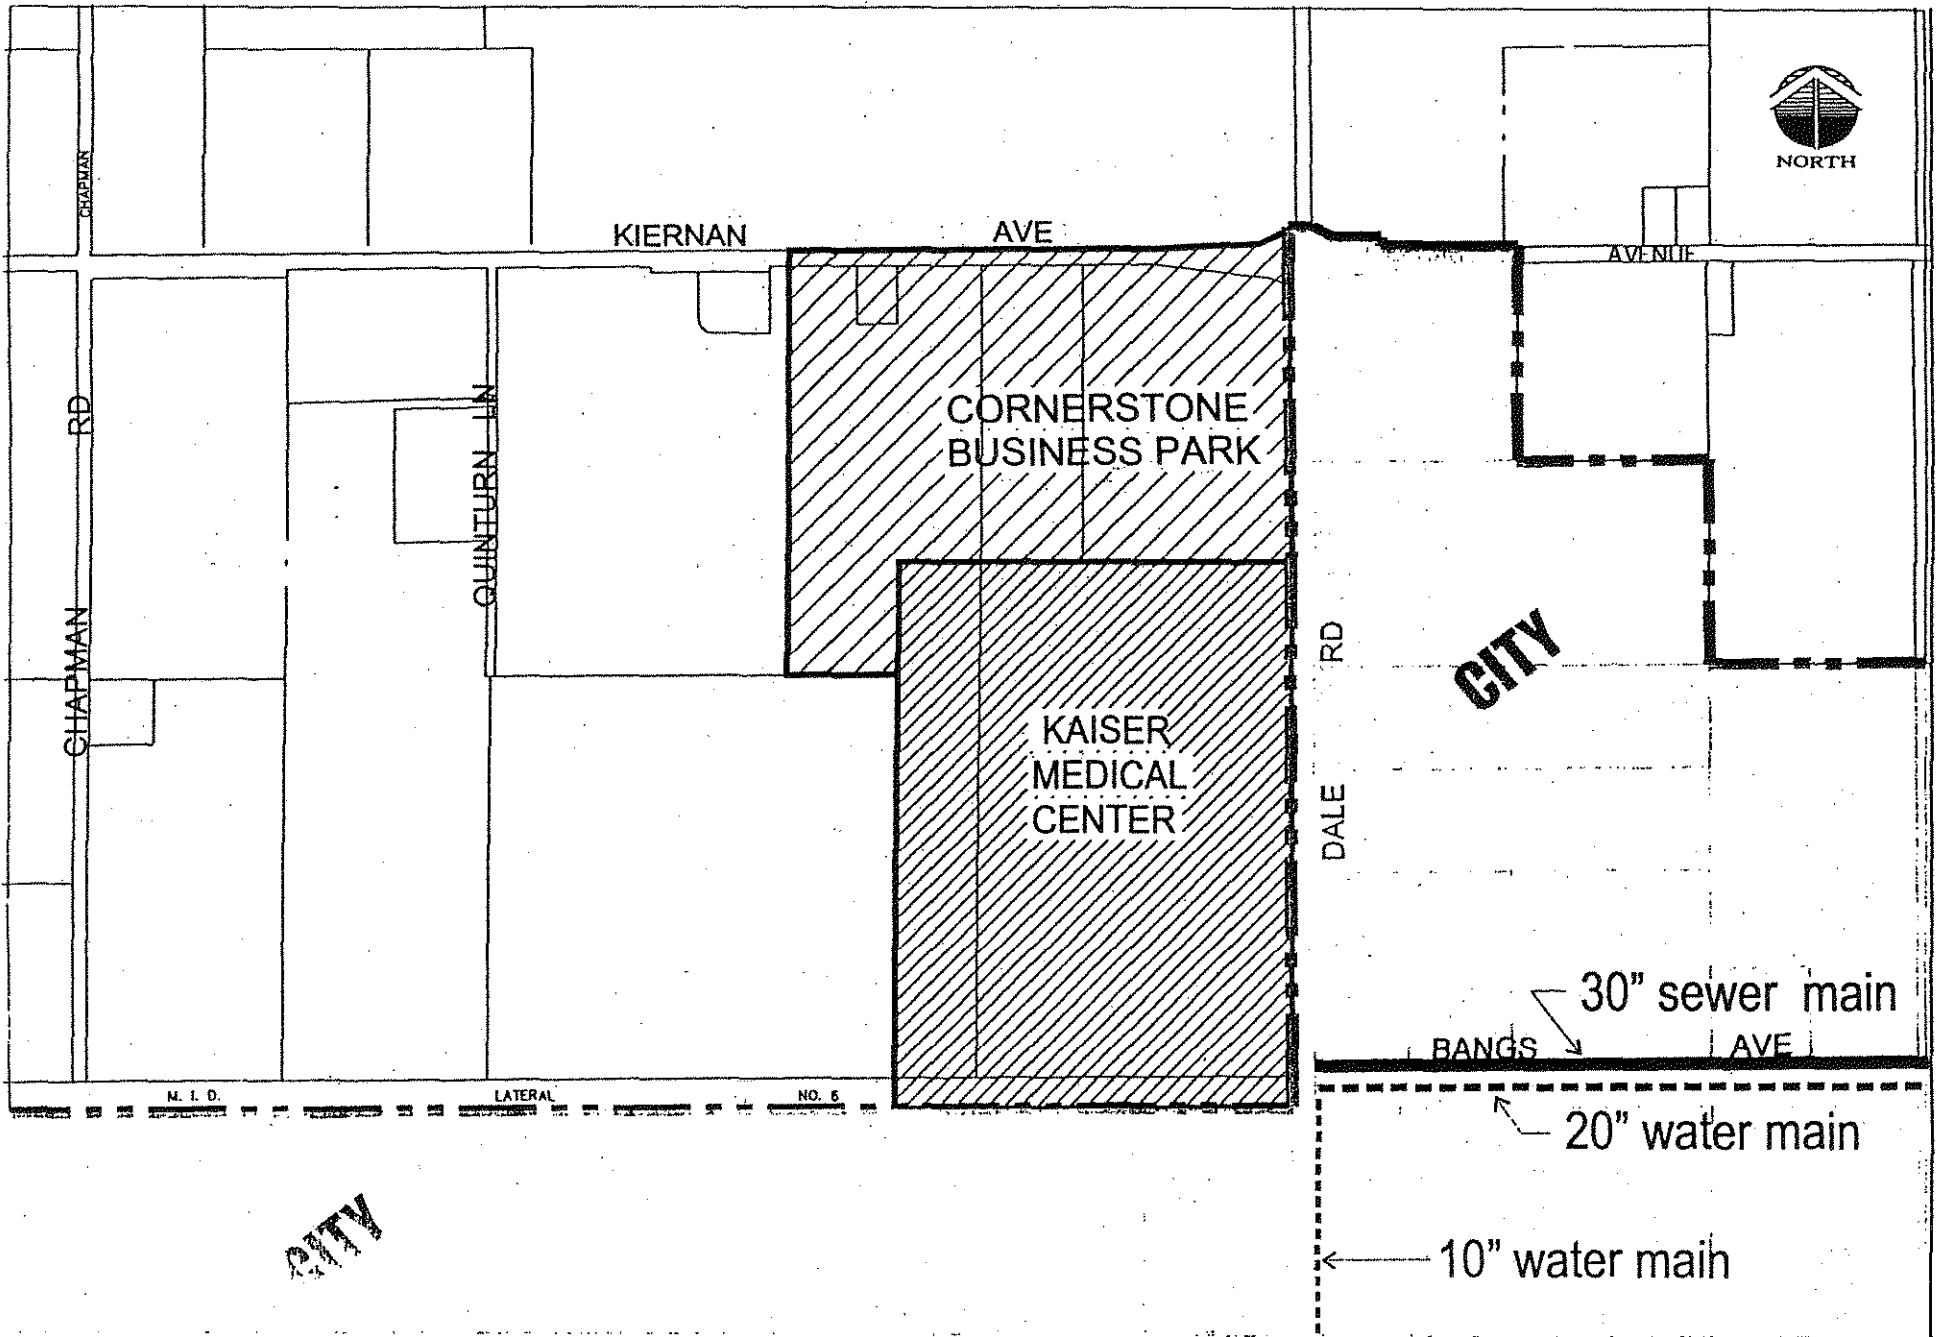 NORTH
CHAPMAN
KIERNAN AVE
AVENUE
CHAPMAN RD
QUINTURN LN
CORNERSTONE
BUSINESS PARK
CITY
DALE RD
KAISER
MEDICAL
CENTER
30" sewer main
BANGS AVE
M. I. D. LATERAL NO. 6
20" water main
CITY
10" water main